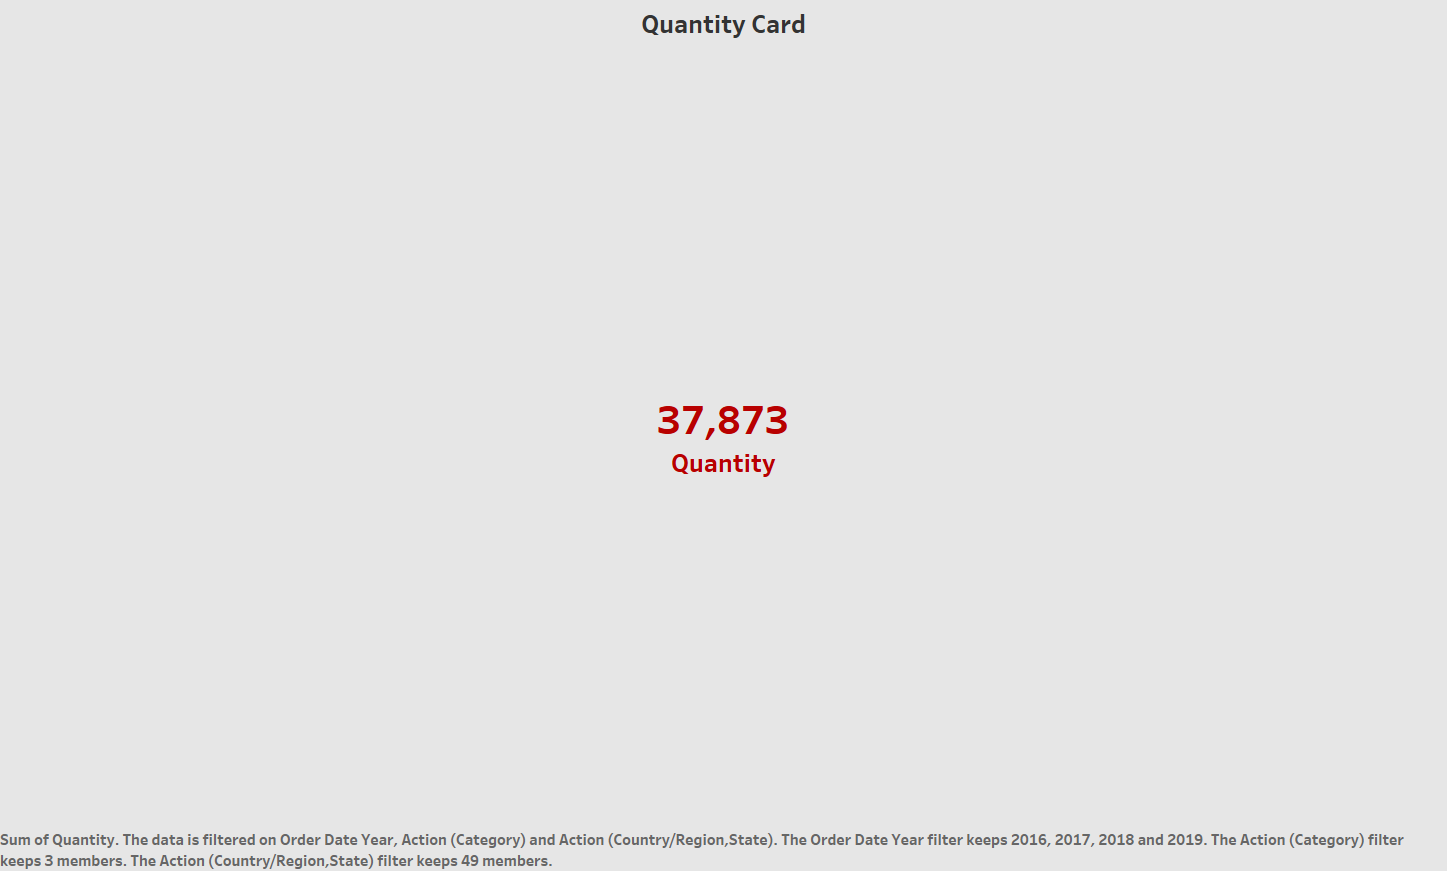 Quantity Card
37,873
Quantity
Sum of Quantity. The data is filtered on Order Date Year, Action (Category) and Action (Country/Region,State). The Order Date Year filter keeps 2016, 2017, 2018 and 2019. The Action (Category) filter
keeps 3 members. The Action (Country/Region,State) filter keeps 49 members.